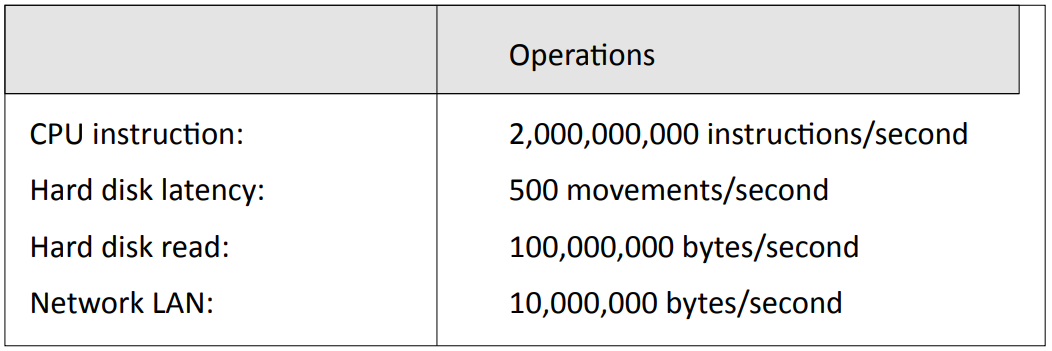 Operations
CPU instruction: 2,000,000,000 instructions/second
Hard disk latency: 500 movements/second
Hard disk read: 100,000,000 bytes/second
Network LAN: 10,000,000 bytes/second